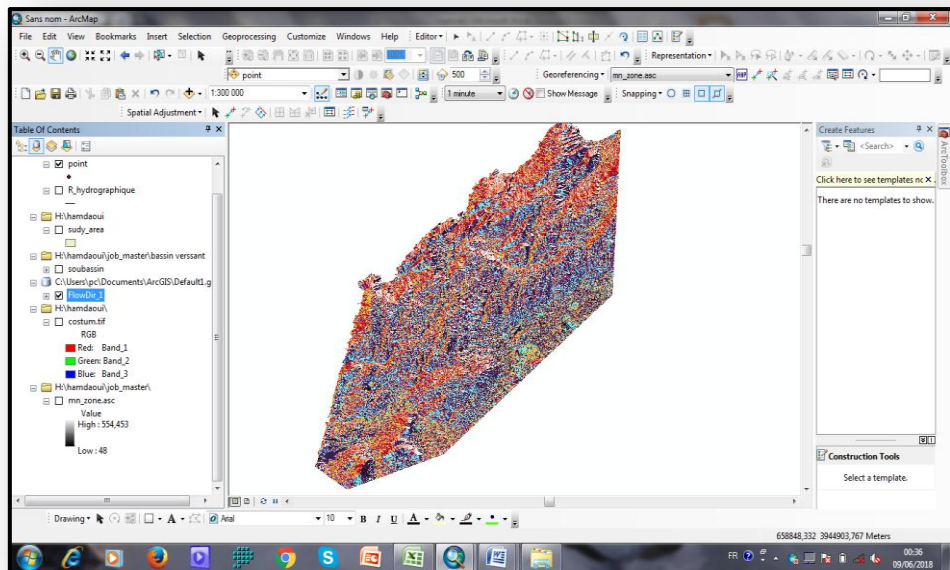 Sans nom - ArcMap
File Edit View Bookmarks Insert Selection Geoprocessing Customize Windows Help Editor
Representation
point 500 Georeferencing mn_zone.asc
1:300 000 1 minute Show Message Snapping
Spatial Adjustment
Table Of Contents
point
R_hydrographique
H:\hamdaoui
sudy_area
H:\hamdaoui\job_master\bassin verssant
soubassin
C:\Users\pc\Documents\ArcGIS\Default1.g
FlowDir_1
H:\hamdaoui\
costum.tif
RGB
Red: Band_1
Green: Band_2
Blue: Band_3
H:\hamdaoui\job_master\
mn_zone.asc
Value
High : 554,453
Low : 48
Create Features
<Search>
Click here to see templates nc
There are no templates to show.
ArcToolbox
Construction Tools
Select a template.
Drawing A Arial 10 B I U A
658848,332 3944903,767 Meters
FR 00:36
09/06/2018